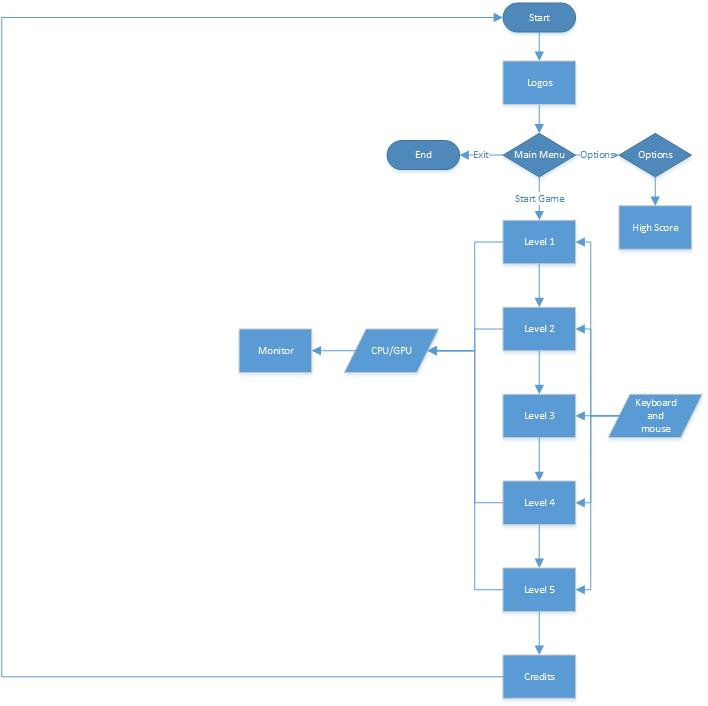 Start
Logos
End
Exit
Main Menu
Options
Options
Start Game
High Score
Level 1
Level 2
Monitor
CPU/GPU
Level 3
Keyboard
and
mouse
Level 4
Level 5
Credits